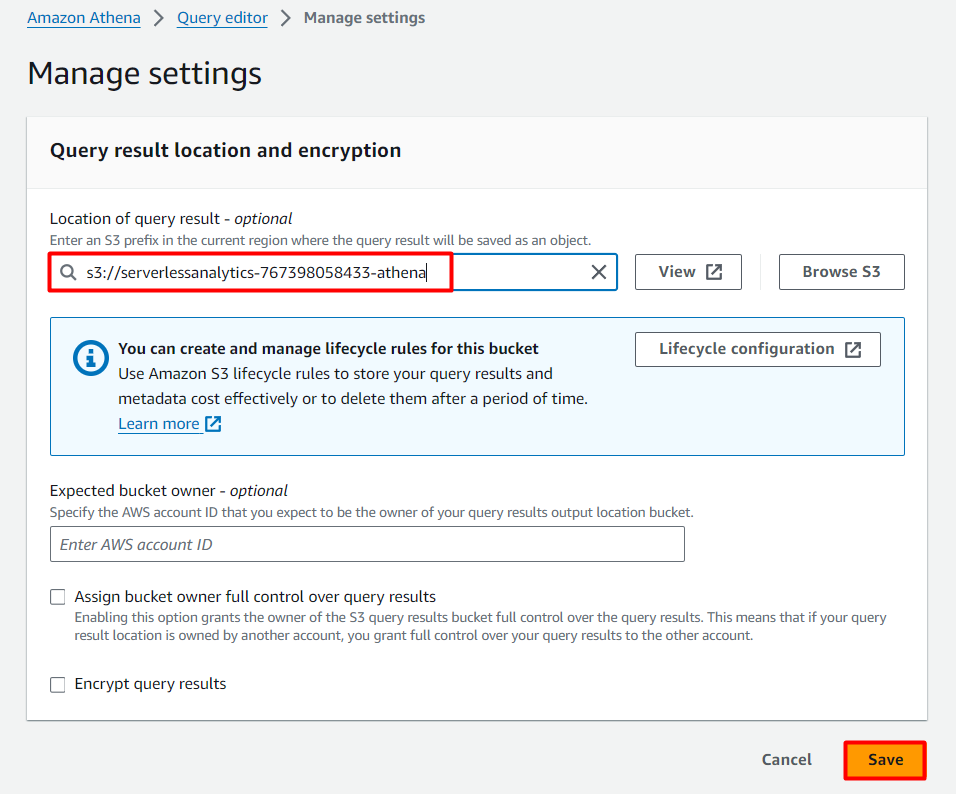 Amazon Athena > Query editor > Manage settings
Manage settings
Query result location and encryption
Location of query result - optional
Enter an S3 prefix in the current region where the query result will be saved as an object.
s3://serverlessanalytics-767398058433-athena
View
Browse S3
You can create and manage lifecycle rules for this bucket
Lifecycle configuration
Use Amazon S3 lifecycle rules to store your query results and
metadata cost effectively or to delete them after a period of time.
Learn more
Expected bucket owner - optional
Specify the AWS account ID that you expect to be the owner of your query results output location bucket.
Enter AWS account ID
Assign bucket owner full control over query results
Enabling this option grants the owner of the S3 query results bucket full control over the query results. This means that if your query
result location is owned by another account, you grant full control over your query results to the other account.
Encrypt query results
Cancel
Save